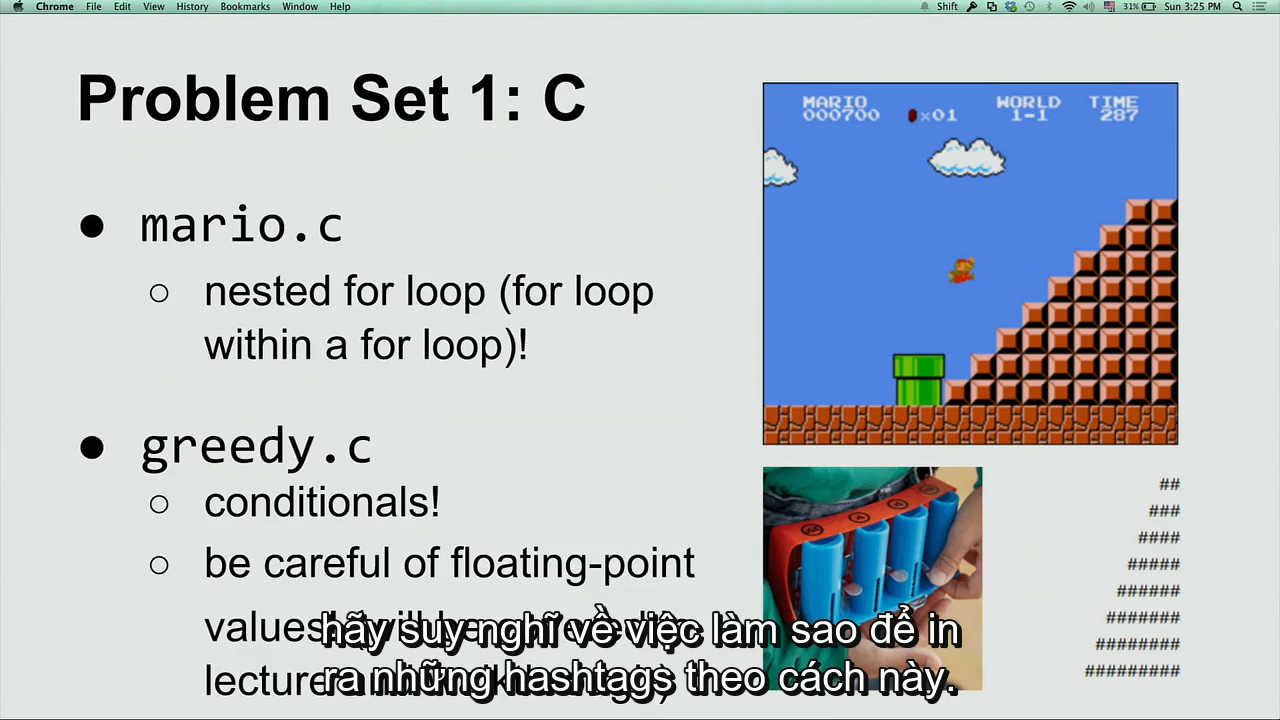 Chrome File Edit View History Bookmarks Window Help
Shift
31%
Sun 3:25 PM
Problem Set 1: C
● mario.c
○ nested for loop (for loop
within a for loop)!
● greedy.c
○ conditionals!
○ be careful of floating-point
values!
lecture
hãy suy nghĩ về việc làm sao để in
ra những hashtags theo cách này.
MARIO WORLD TIME
000700 ×01 1-1 287
##
###
####
#####
######
#######
########
#########